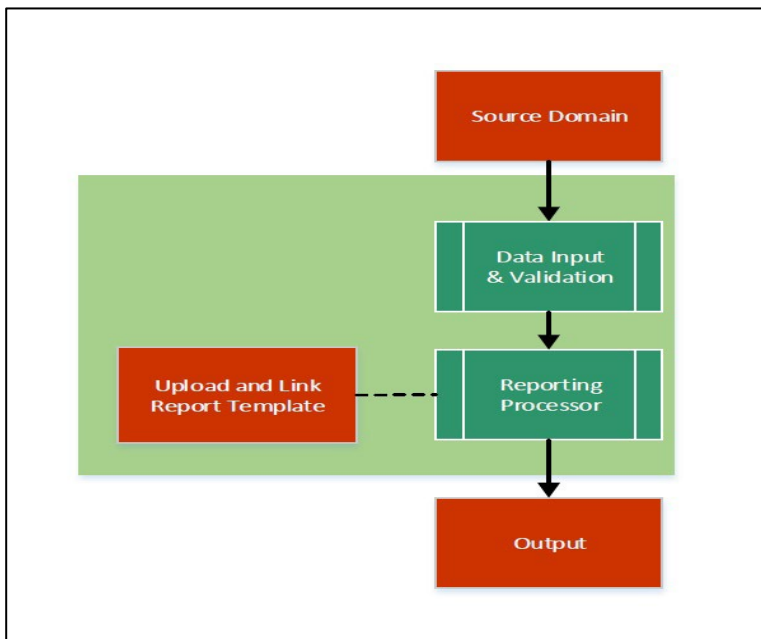 Source Domain
Data Input
& Validation
Upload and Link
Report Template
Reporting
Processor
Output